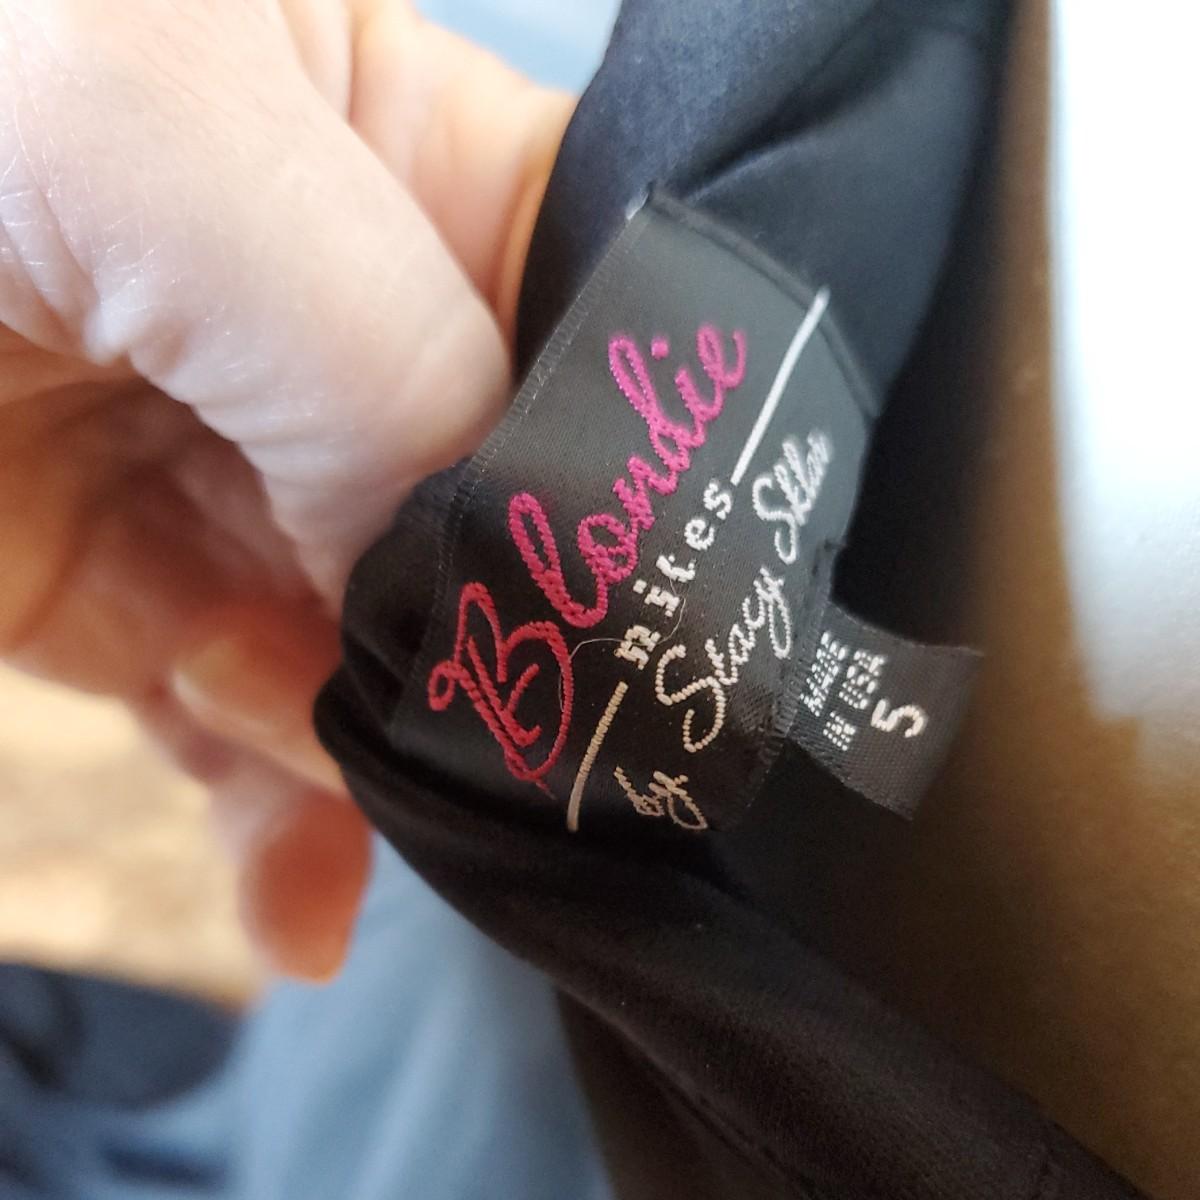 Blondie
nites
by Stacy Sklar
MADE
IN USA
5